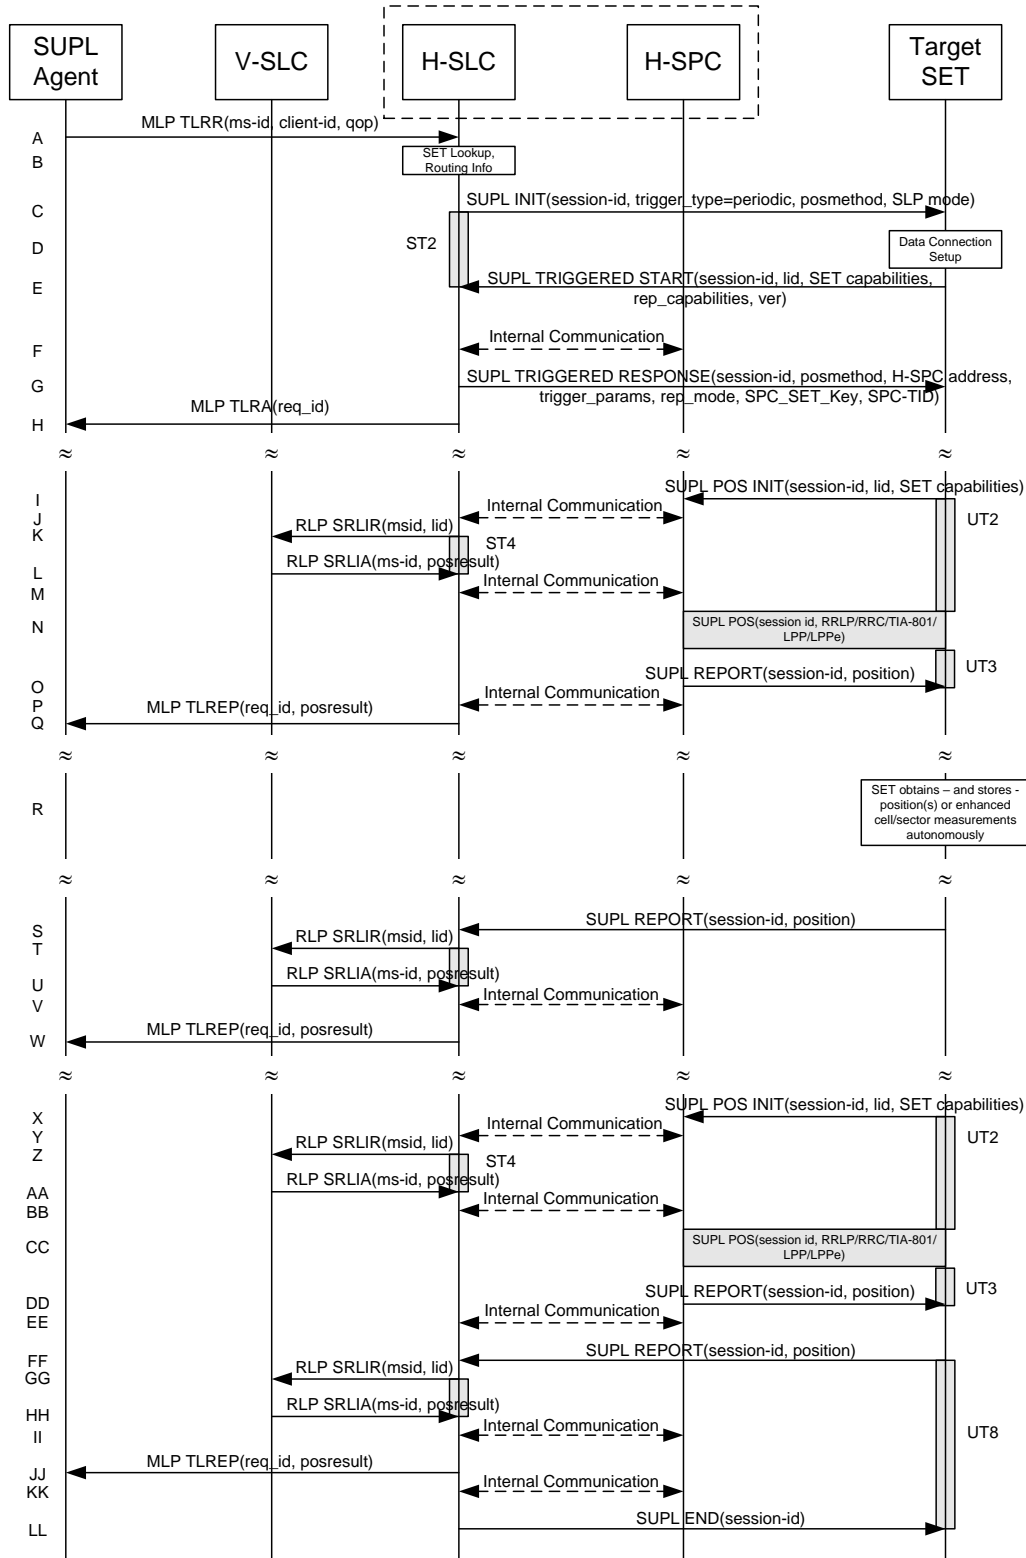 SUPL
Agent
V-SLC
H-SLC
H-SPC
Target
SET
A
MLP TLRR(ms-id, client-id, qop)
B
SET Lookup,
Routing Info
C
SUPL INIT(session-id, trigger_type=periodic, posmethod, SLP mode)
D
ST2
Data Connection
Setup
E
SUPL TRIGGERED START(session-id, lid, SET capabilities,
rep_capabilities, ver)
F
Internal Communication
G
SUPL TRIGGERED RESPONSE(session-id, posmethod, H-SPC address,
trigger_params, rep_mode, SPC_SET_Key, SPC-TID)
H
MLP TLRA(req_id)
≈ ≈ ≈ ≈ ≈
I
SUPL POS INIT(session-id, lid, SET capabilities)
J
Internal Communication
UT2
K
RLP SRLIR(msid, lid)
ST4
L
RLP SRLIA(ms-id, posresult)
M
Internal Communication
N
SUPL POS(session id, RRLP/RRC/TIA-801/
LPP/LPPe)
UT3
O
SUPL REPORT(session-id, position)
P
Internal Communication
Q
MLP TLREP(req_id, posresult)
≈ ≈ ≈ ≈ ≈
R
SET obtains – and stores -
position(s) or enhanced
cell/sector measurements
autonomously
≈ ≈ ≈ ≈ ≈
S
SUPL REPORT(session-id, position)
T
RLP SRLIR(msid, lid)
U
RLP SRLIA(ms-id, posresult)
V
Internal Communication
W
MLP TLREP(req_id, posresult)
≈ ≈ ≈ ≈ ≈
X
SUPL POS INIT(session-id, lid, SET capabilities)
Y
Internal Communication
UT2
Z
RLP SRLIR(msid, lid)
ST4
AA
RLP SRLIA(ms-id, posresult)
BB
Internal Communication
CC
SUPL POS(session id, RRLP/RRC/TIA-801/
LPP/LPPe)
UT3
DD
SUPL REPORT(session-id, position)
EE
Internal Communication
FF
SUPL REPORT(session-id, position)
GG
RLP SRLIR(msid, lid)
HH
RLP SRLIA(ms-id, posresult)
II
Internal Communication
UT8
JJ
MLP TLREP(req_id, posresult)
KK
Internal Communication
LL
SUPL END(session-id)